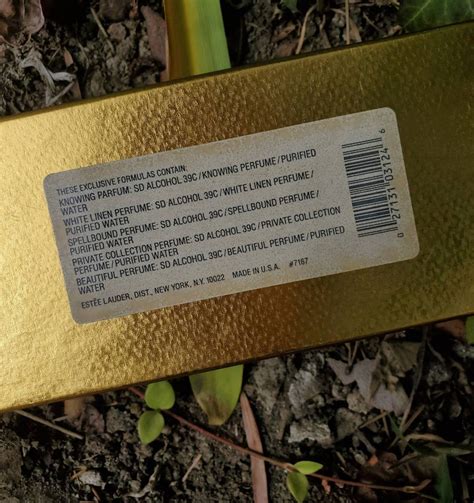 THESE EXCLUSIVE FORMULAS CONTAIN:
KNOWING PARFUM: SD ALCOHOL 39C/KNOWING PERFUME/PURIFIED
WATER
WHITE LINEN PERFUME: SD ALCOHOL 39C/WHITE LINEN PERFUME/
PURIFIED WATER
SPELLBOUND PERFUME: SD ALCOHOL 39C/SPELLBOUND PERFUME/
PURIFIED WATER
PRIVATE COLLECTION PERFUME: SD ALCOHOL 39C/PRIVATE COLLECTION
PERFUME/PURIFIED WATER
BEAUTIFUL PERFUME: SD ALCOHOL 39C/BEAUTIFUL PERFUME/PURIFIED
WATER
ESTÉE LAUDER, DIST., NEW YORK, N.Y. 10022 MADE IN U.S.A. #7167
0 27131 03124 6